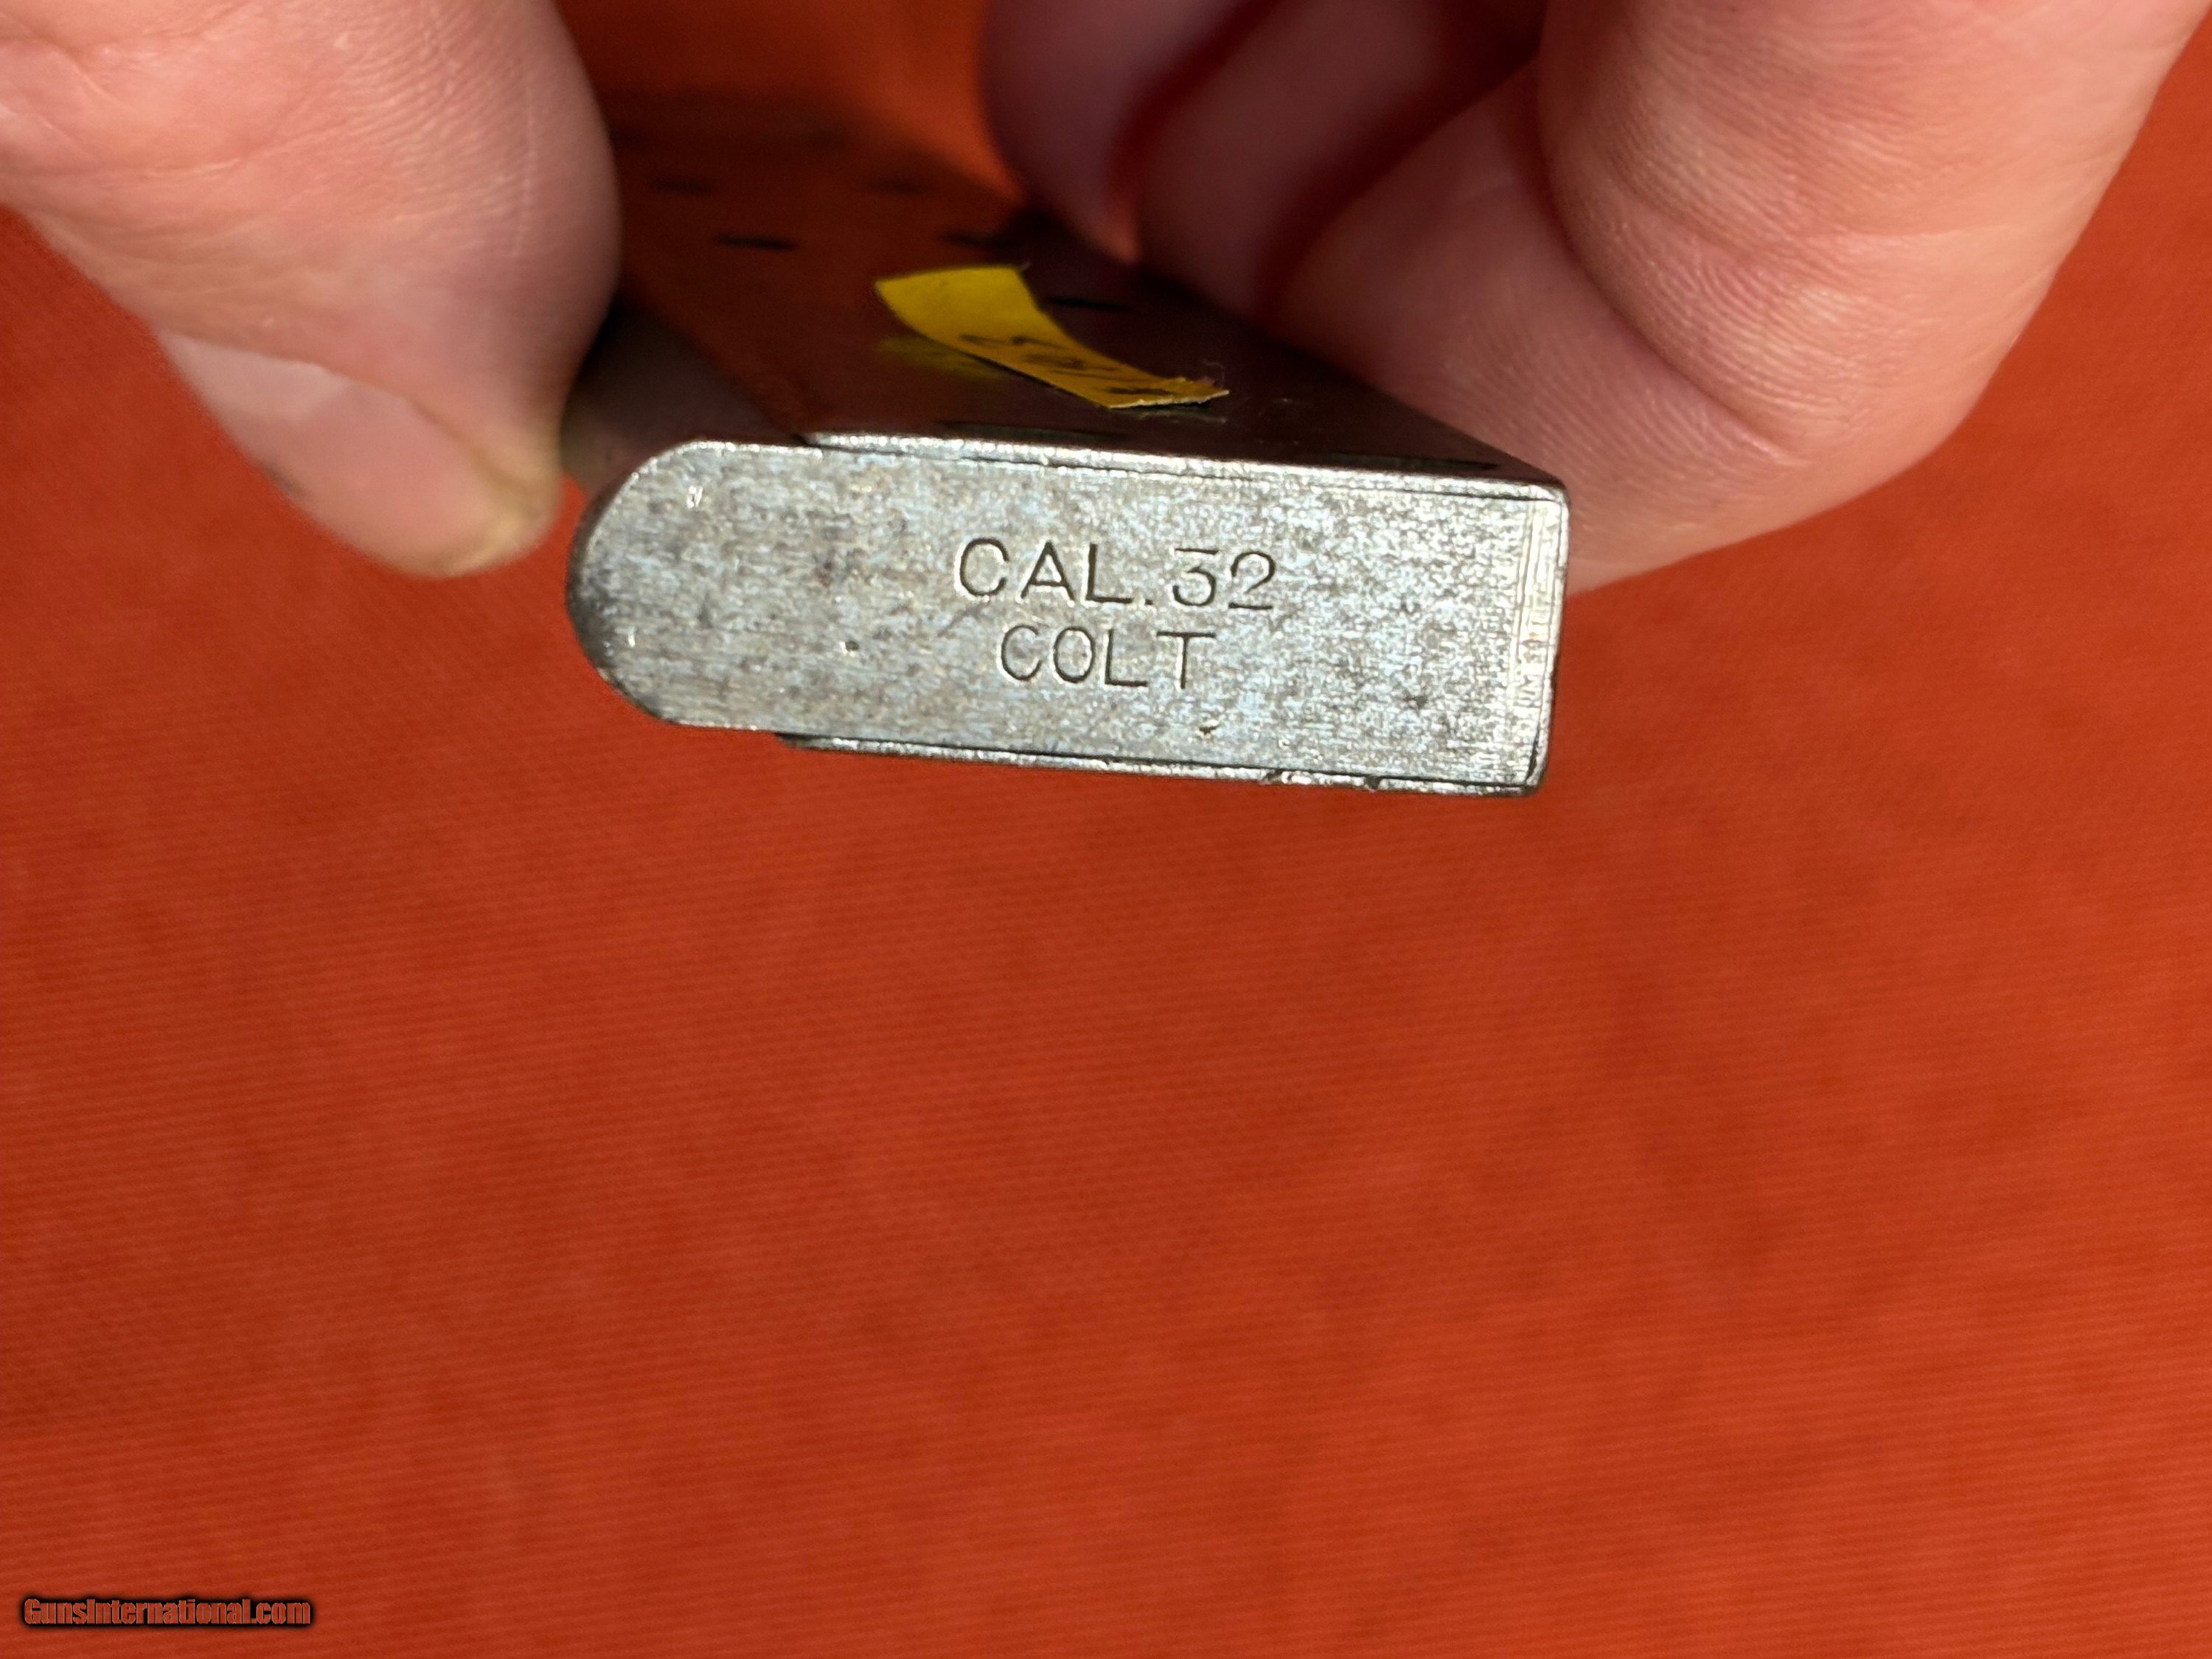 CAL. 32
COLT
GunsInternational.com